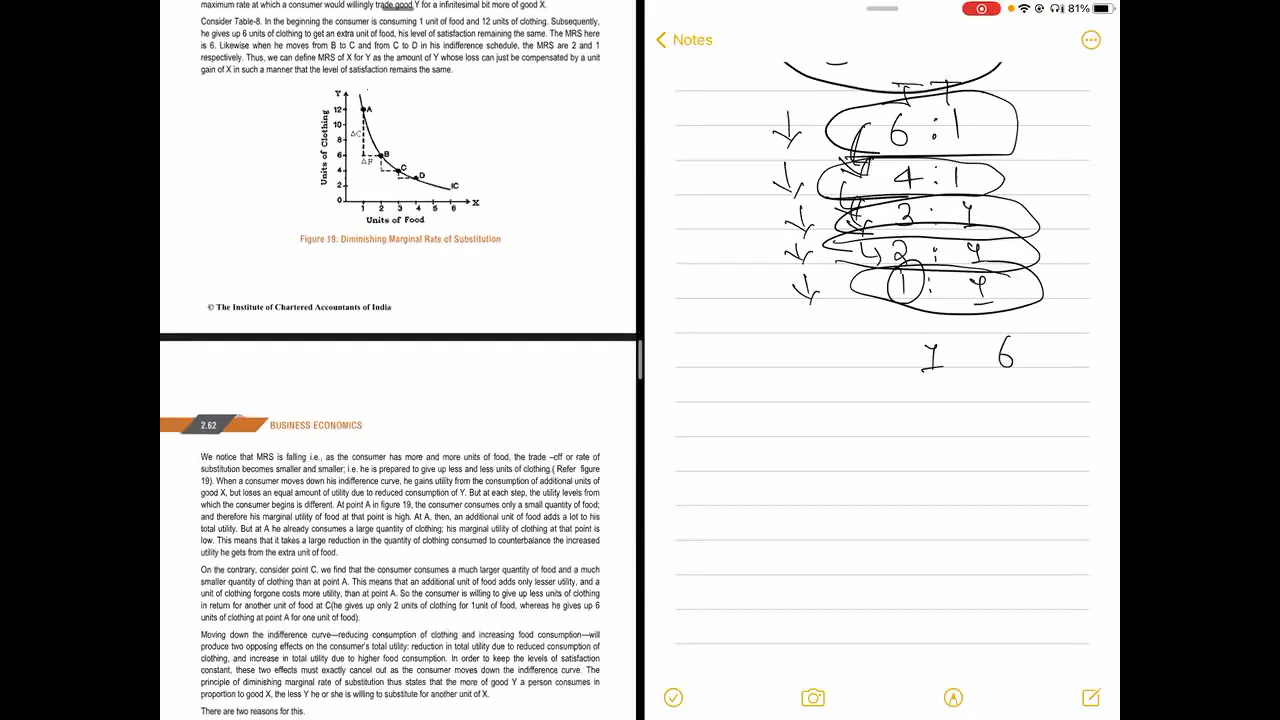 maximum rate at which a consumer would willingly trade good Y for a infinitesimal bit more of good X.
Consider Table-8. In the beginning the consumer is consuming 1 unit of food and 12 units of clothing. Subsequently,
he gives up 6 units of clothing to get an extra unit of food, his level of satisfaction remaining the same. The MRS here
is 6. Likewise when he moves from B to C and from C to D in his indifference schedule, the MRS are 2 and 1
respectively. Thus, we can define MRS of X for Y as the amount of Y whose loss can just be compensated by a unit
gain of X in such a manner that the level of satisfaction remains the same.
Y
12 A
10
ΔC 8
6 B
ΔF
4 C
D
2 IC
0 X
1 2 3 4 5 6
Units of Clothing
Units of Food
Figure 19: Diminishing Marginal Rate of Substitution
© The Institute of Chartered Accountants of India
2.62 BUSINESS ECONOMICS
We notice that MRS is falling i.e., as the consumer has more and more units of food, the trade –off or rate of
substitution becomes smaller and smaller; i.e. he is prepared to give up less and less units of clothing.( Refer figure
19). When a consumer moves down his indifference curve, he gains utility from the consumption of additional units of
good X, but loses an equal amount of utility due to reduced consumption of Y. But at each step, the utility levels from
which the consumer begins is different. At point A in figure 19, the consumer consumes only a small quantity of food;
and therefore his marginal utility of food at that point is high. At A, then, an additional unit of food adds a lot to his
total utility. But at A he already consumes a large quantity of clothing; his marginal utility of clothing at that point is
low. This means that it takes a large reduction in the quantity of clothing consumed to counterbalance the increased
utility he gets from the extra unit of food.
On the contrary, consider point C. we find that the consumer consumes a much larger quantity of food and a much
smaller quantity of clothing than at point A. This means that an additional unit of food adds only lesser utility, and a
unit of clothing forgone costs more utility, than at point A. So the consumer is willing to give up less units of clothing
in return for another unit of food at C(he gives up only 2 units of clothing for 1unit of food, whereas he gives up 6
units of clothing at point A for one unit of food).
Moving down the indifference curve—reducing consumption of clothing and increasing food consumption—will
produce two opposing effects on the consumer's total utility; reduction in total utility due to reduced consumption of
clothing, and increase in total utility due to higher food consumption. In order to keep the levels of satisfaction
constant, these two effects must exactly cancel out as the consumer moves down the indifference curve. The
principle of diminishing marginal rate of substitution thus states that the more of good Y a person consumes in
proportion to good X, the less Y he or she is willing to substitute for another unit of X.
There are two reasons for this.
81%
Notes
6 : 1
4 : 1
3 : 1
2 : 1
1 : 1
1 6